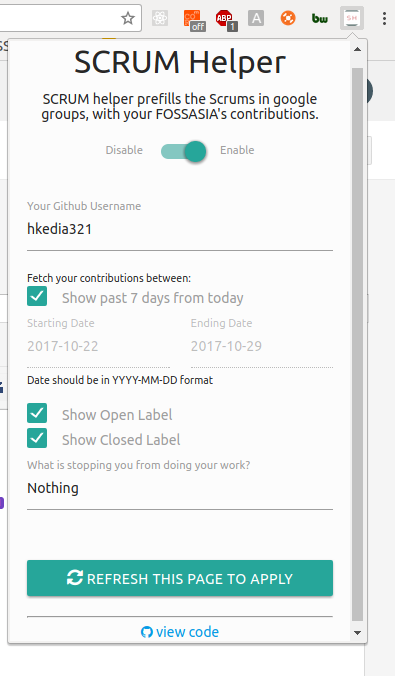 off
ABP
1
A
bw
SH
SCRUM Helper
SCRUM helper prefills the Scrums in google
groups, with your FOSSASIA's contributions.
Disable Enable
Your Github Username
hkedia321
Fetch your contributions between:
Show past 7 days from today
Starting Date Ending Date
2017-10-22 2017-10-29
Date should be in YYYY-MM-DD format
Show Open Label
Show Closed Label
What is stopping you from doing your work?
Nothing
REFRESH THIS PAGE TO APPLY
view code